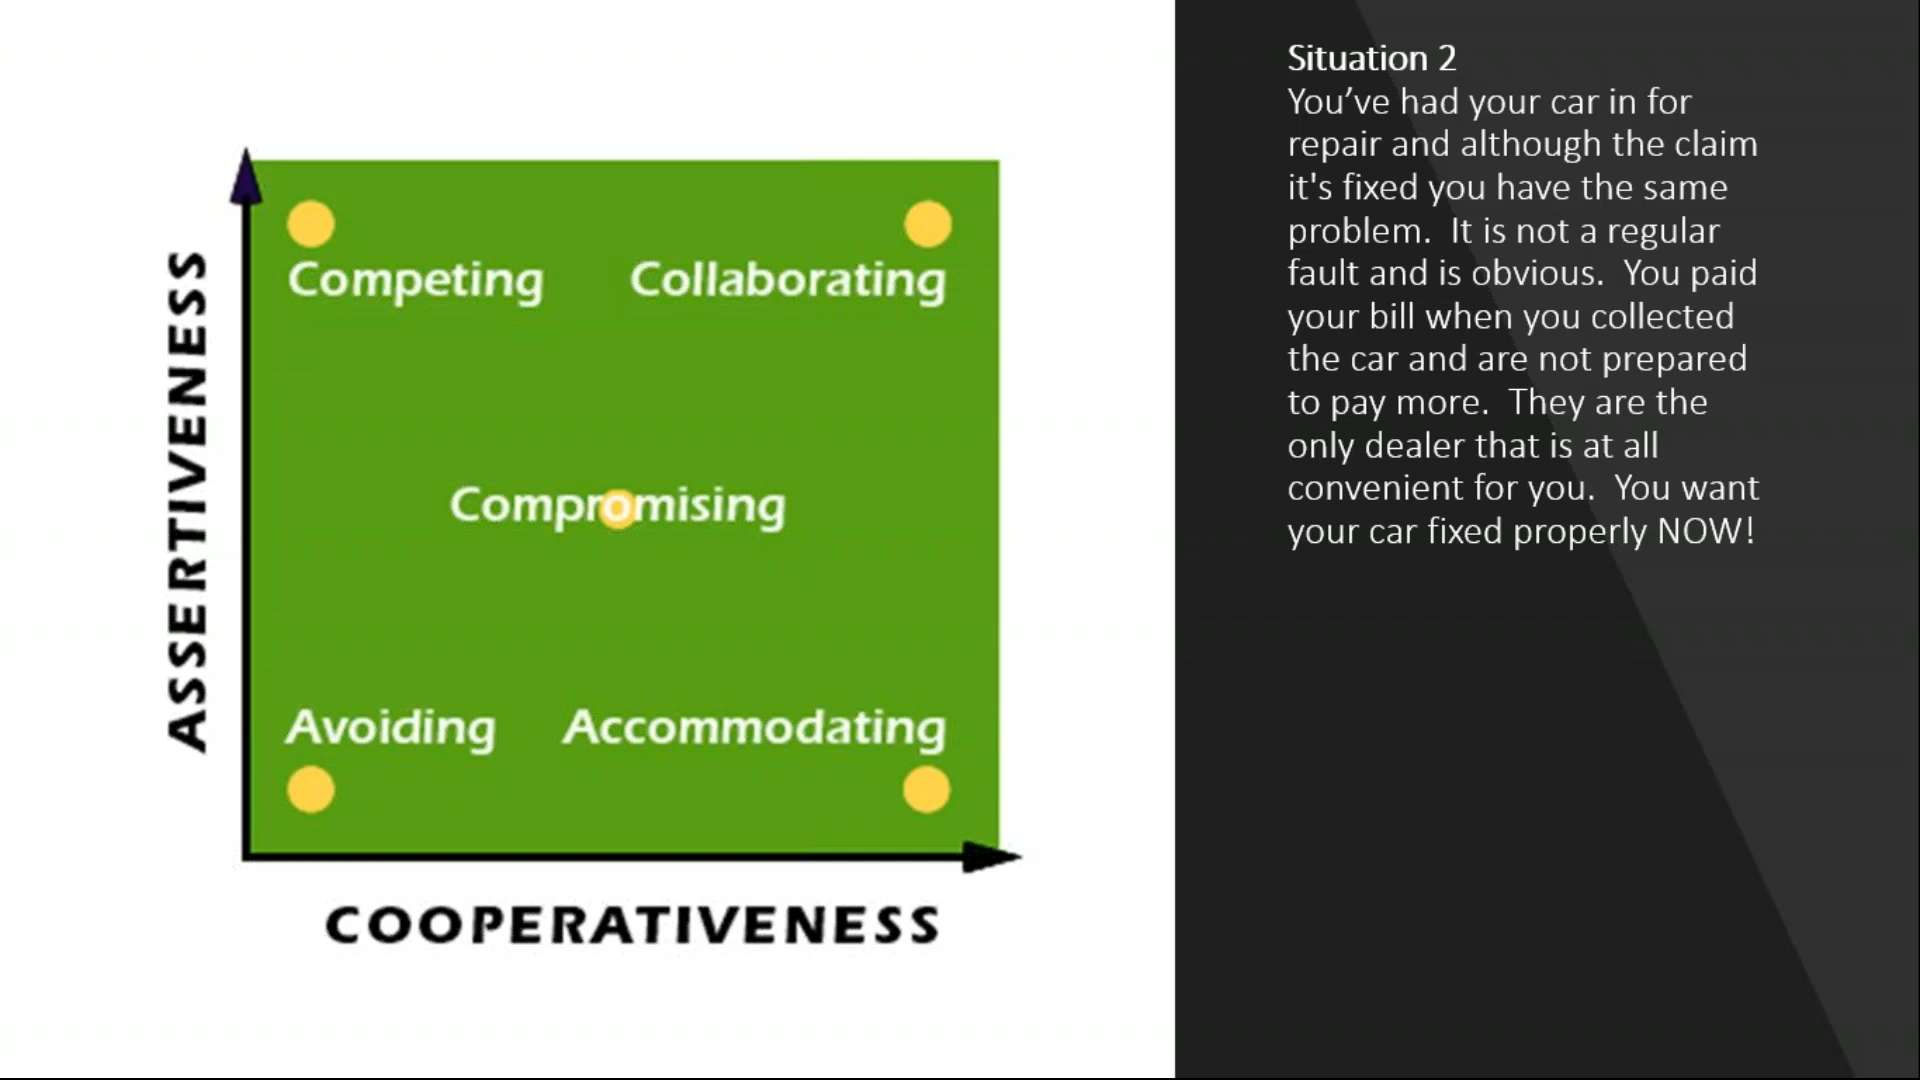 ASSERTIVENESS
Competing
Collaborating
Compromising
Avoiding
Accommodating
COOPERATIVENESS
Situation 2
You’ve had your car in for
repair and although the claim
it's fixed you have the same
problem.  It is not a regular
fault and is obvious.  You paid
your bill when you collected
the car and are not prepared
to pay more.  They are the
only dealer that is at all
convenient for you.  You want
your car fixed properly NOW!